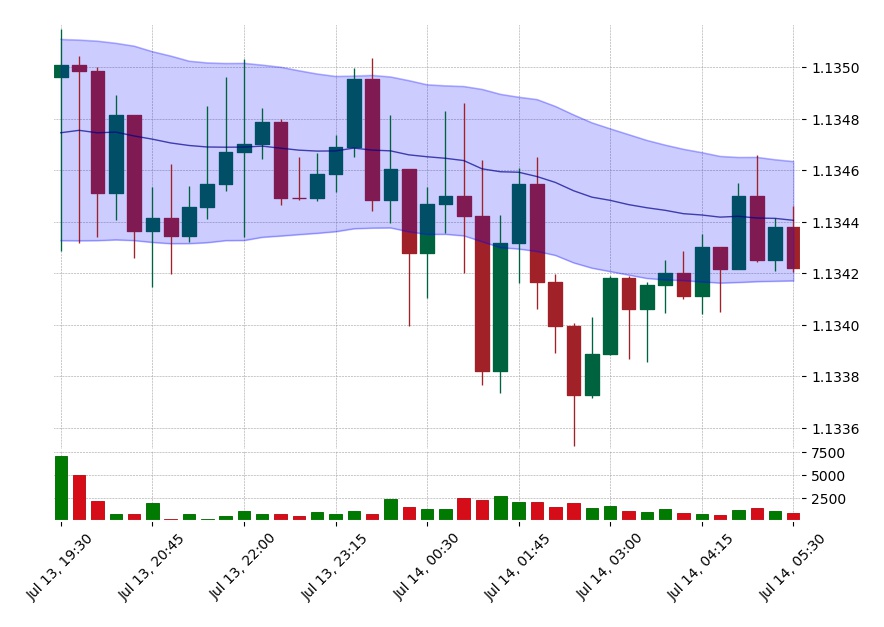 1.1350
1.1348
1.1346
1.1344
1.1342
1.1340
1.1338
1.1336
7500
5000
2500
Jul 13, 19:30
Jul 13, 20:45
Jul 13, 22:00
Jul 13, 23:15
Jul 14, 00:30
Jul 14, 01:45
Jul 14, 03:00
Jul 14, 04:15
Jul 14, 05:30